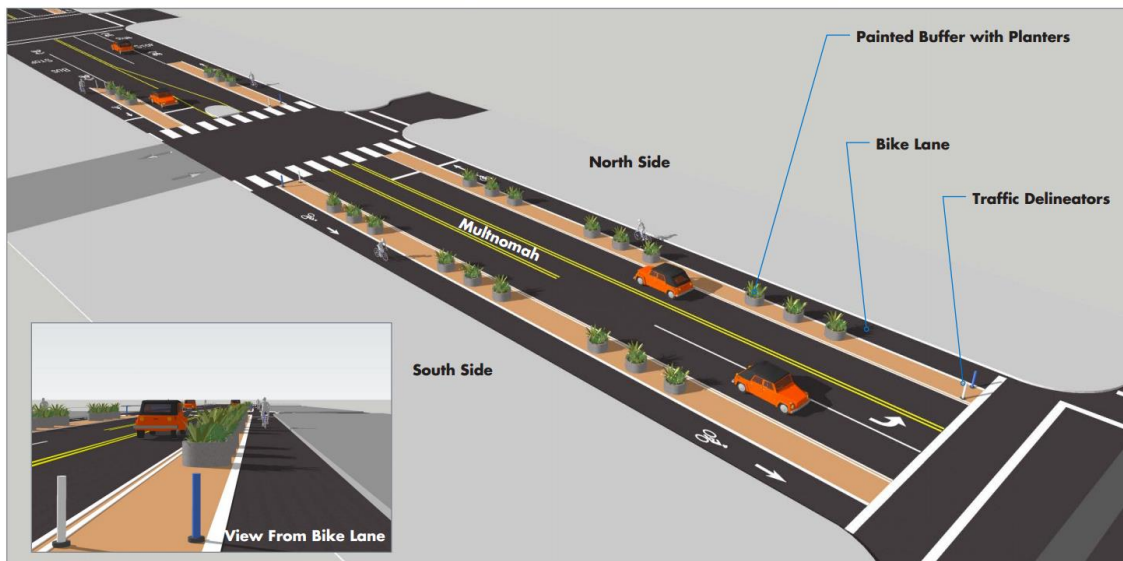 Painted Buffer with Planters
Bike Lane
North Side
Traffic Delineators
Multnomah
South Side
View From Bike Lane